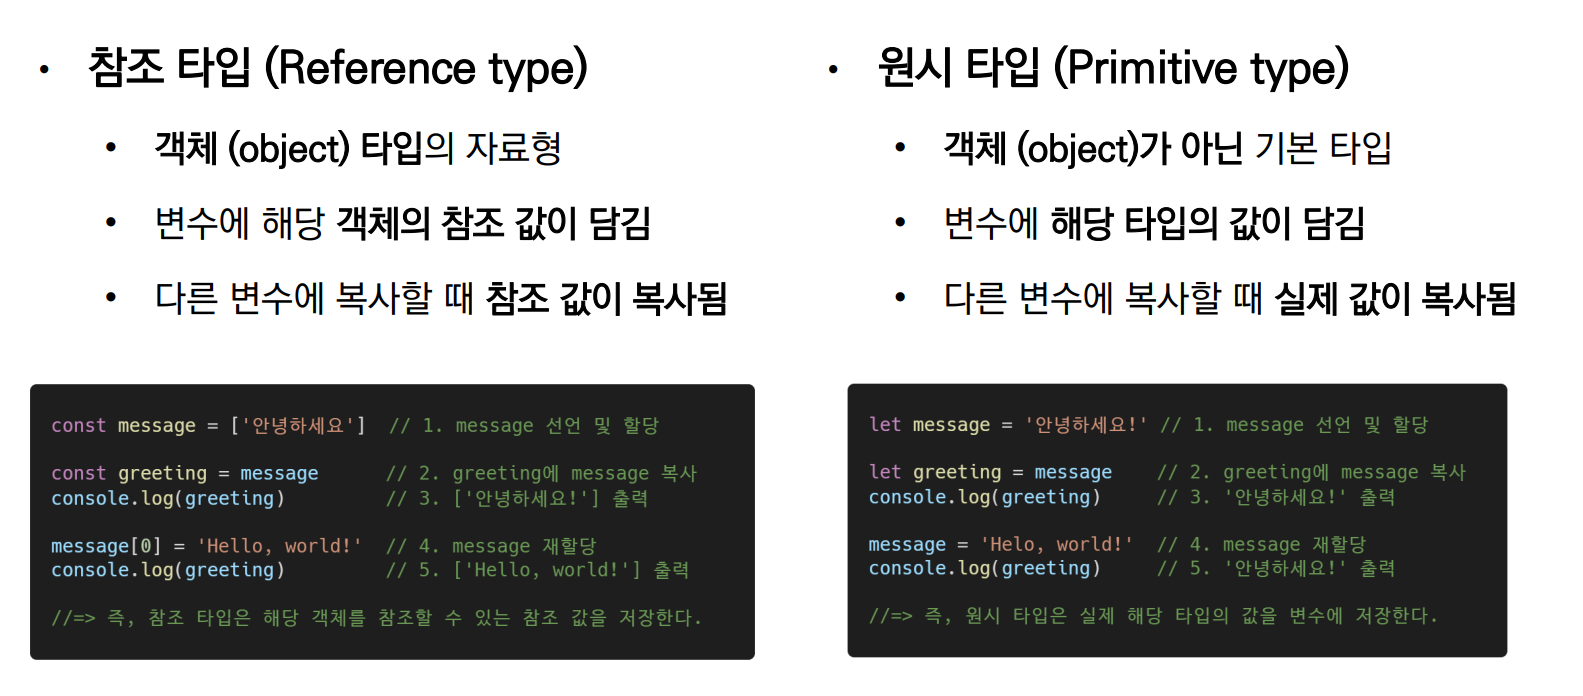 • 참조 타입 (Reference type)
• 객체 (object) 타입의 자료형
• 변수에 해당 객체의 참조 값이 담김
• 다른 변수에 복사할 때 참조 값이 복사됨
const message = ['안녕하세요']  // 1. message 선언 및 할당
const greeting = message      // 2. greeting에 message 복사
console.log(greeting)         // 3. ['안녕하세요!'] 출력
message[0] = 'Hello, world!'  // 4. message 재할당
console.log(greeting)         // 5. ['Hello, world!'] 출력
//=> 즉, 참조 타입은 해당 객체를 참조할 수 있는 참조 값을 저장한다.
• 원시 타입 (Primitive type)
• 객체 (object)가 아닌 기본 타입
• 변수에 해당 타입의 값이 담김
• 다른 변수에 복사할 때 실제 값이 복사됨
let message = '안녕하세요!' // 1. message 선언 및 할당
let greeting = message    // 2. greeting에 message 복사
console.log(greeting)     // 3. '안녕하세요!' 출력
message = 'Helo, world!'  // 4. message 재할당
console.log(greeting)     // 5. '안녕하세요!' 출력
//=> 즉, 원시 타입은 실제 해당 타입의 값을 변수에 저장한다.